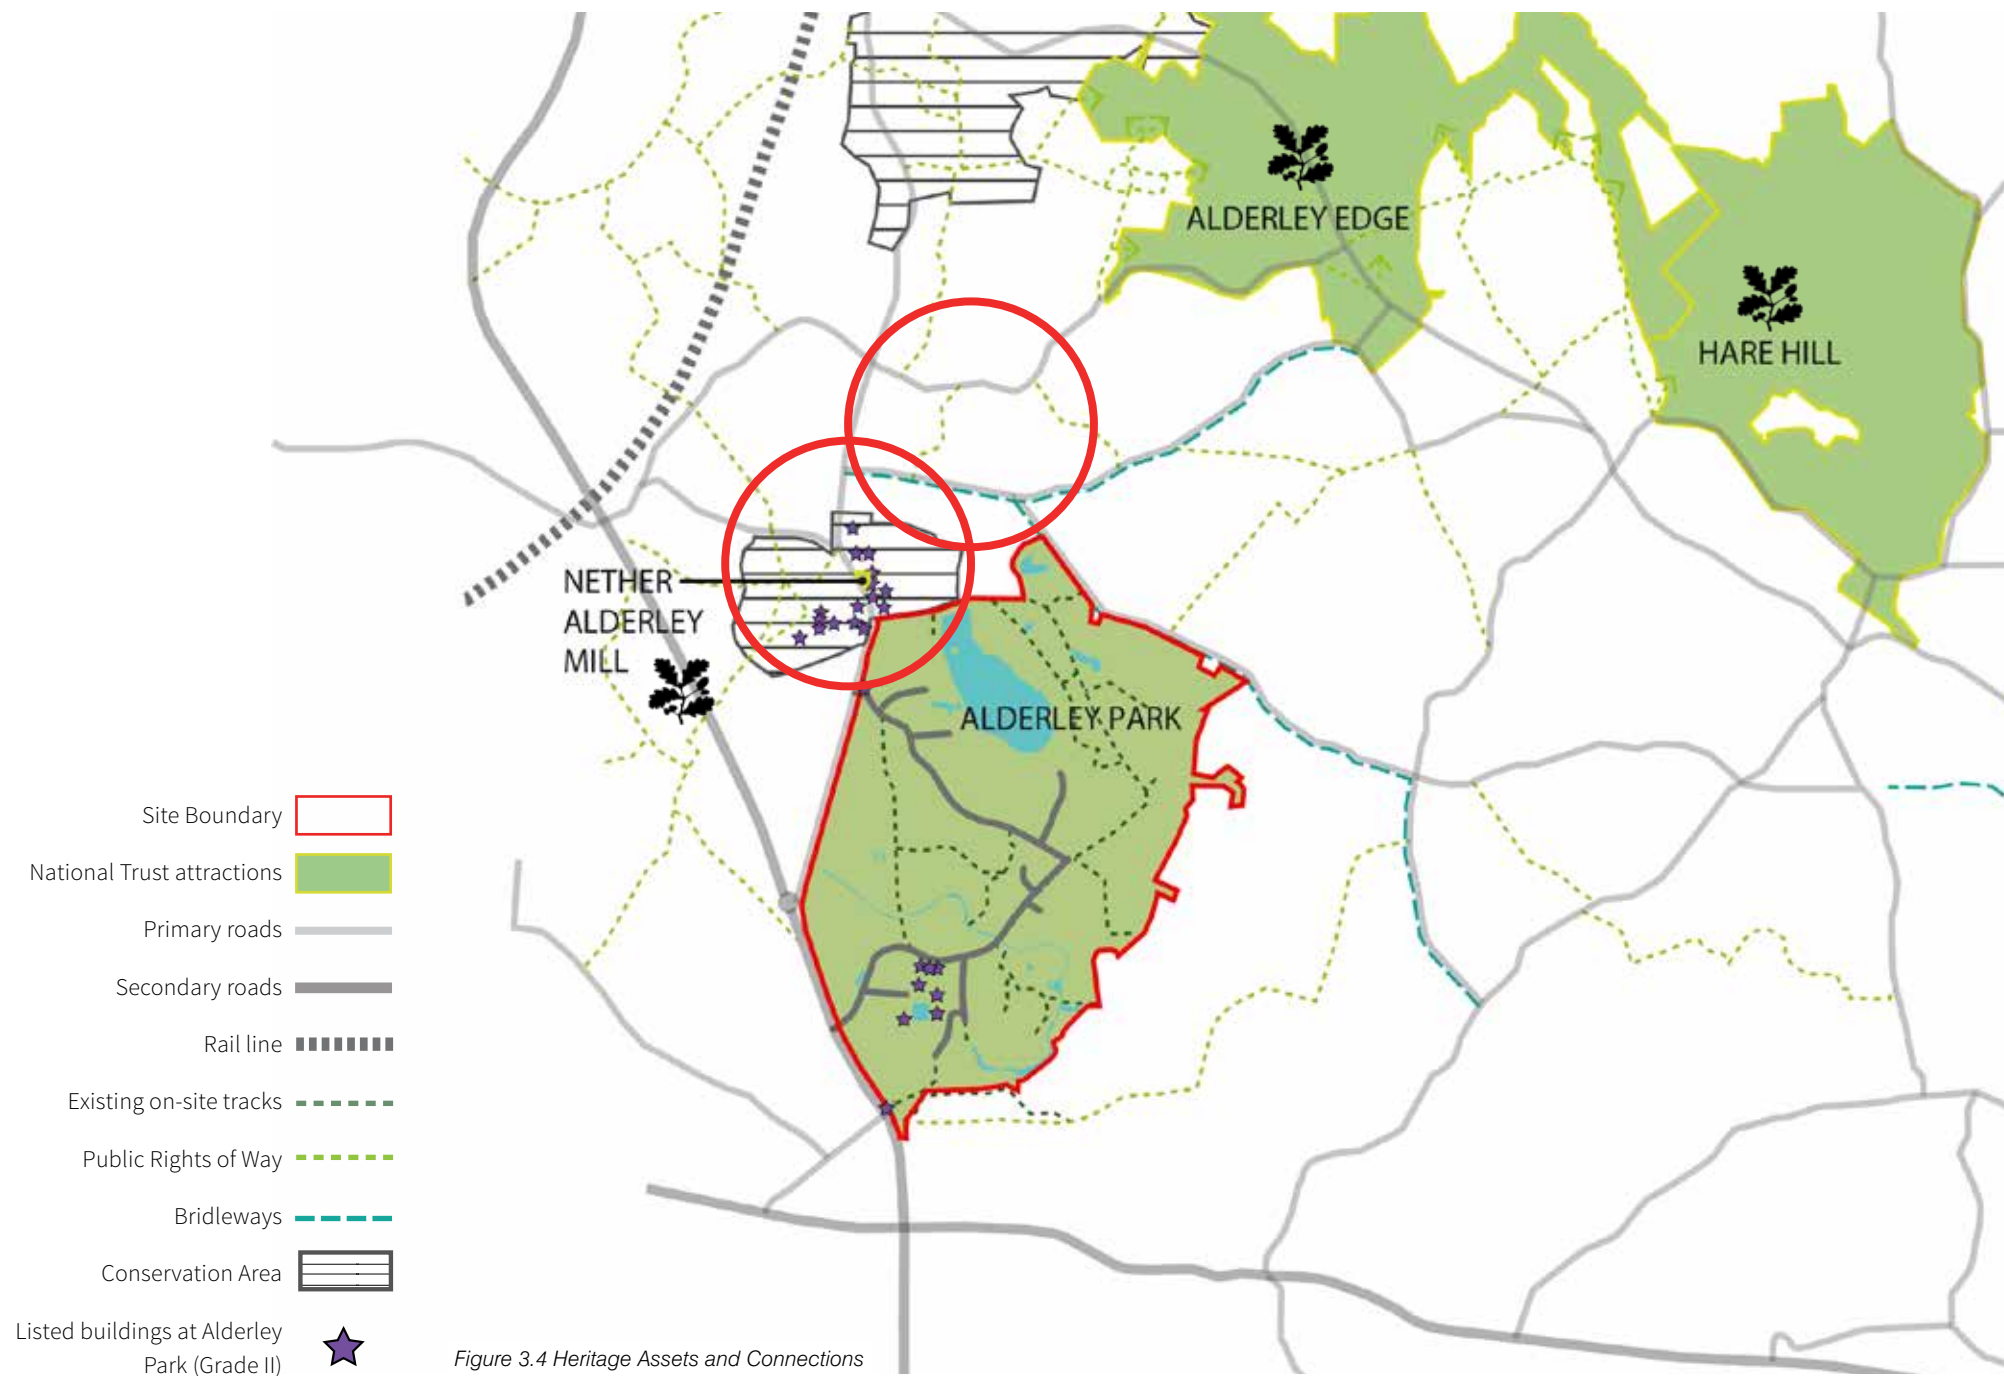 ALDERLEY EDGE
HARE HILL
NETHER
ALDERLEY
MILL
ALDERLEY PARK
Site Boundary
National Trust attractions
Primary roads
Secondary roads
Rail line
Existing on-site tracks
Public Rights of Way
Bridleways
Conservation Area
Listed buildings at Alderley
Park (Grade II)
Figure 3.4 Heritage Assets and Connections